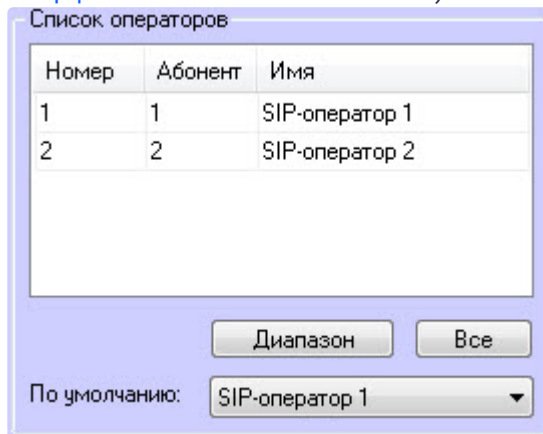 Список операторов
Номер Абонент Имя
1 1 SIP-оператор 1
2 2 SIP-оператор 2
Диапазон Все
По умолчанию: SIP-оператор 1